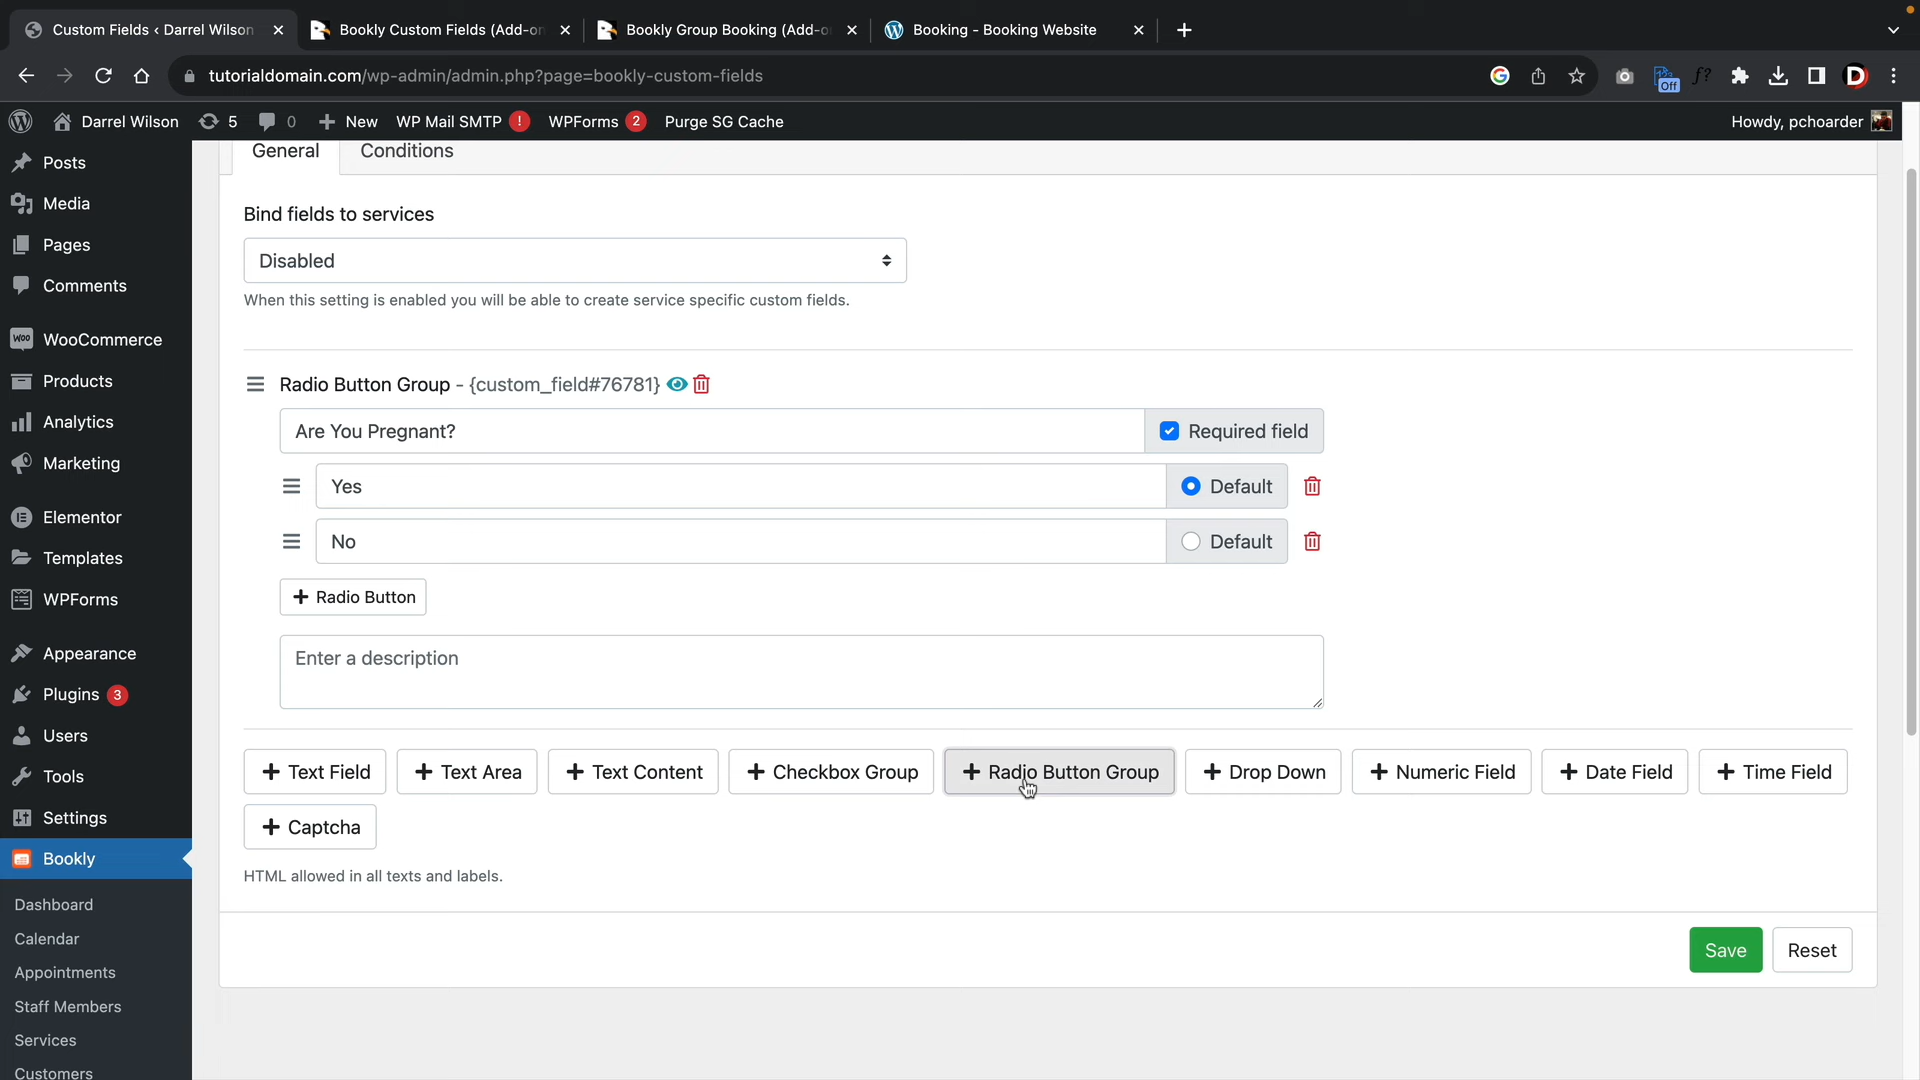 Custom Fields ‹ Darrel Wilson
Bookly Custom Fields (Add-on
Bookly Group Booking (Add-o
Booking - Booking Website
tutorialdomain.com/wp-admin/admin.php?page=bookly-custom-fields
Off
f?
D
Darrel Wilson
5
0
New
WP Mail SMTP !
WPForms 2
Purge SG Cache
Howdy, pchoarder
Posts
Media
Pages
Comments
WooCommerce
Products
Analytics
Marketing
Elementor
Templates
WPForms
Appearance
Plugins 3
Users
Tools
Settings
Bookly
Dashboard
Calendar
Appointments
Staff Members
Services
Customers
General
Conditions
Bind fields to services
Disabled
When this setting is enabled you will be able to create service specific custom fields.
Radio Button Group - {custom_field#76781}
Are You Pregnant?
Required field
Yes
Default
No
Default
+ Radio Button
Enter a description
+ Text Field
+ Text Area
+ Text Content
+ Checkbox Group
+ Radio Button Group
+ Drop Down
+ Numeric Field
+ Date Field
+ Time Field
+ Captcha
HTML allowed in all texts and labels.
Save
Reset